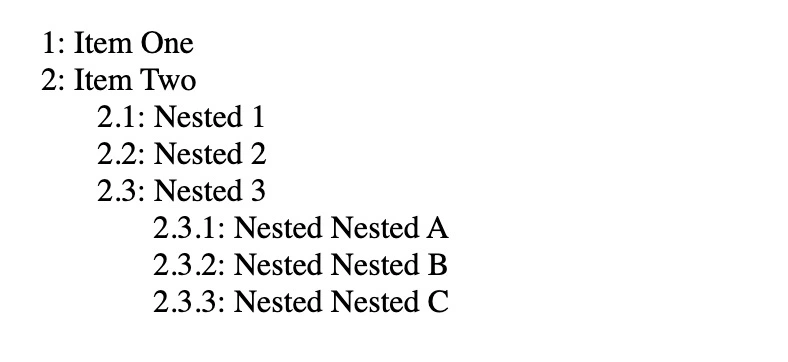 1: Item One
2: Item Two
2.1: Nested 1
2.2: Nested 2
2.3: Nested 3
2.3.1: Nested Nested A
2.3.2: Nested Nested B
2.3.3: Nested Nested C